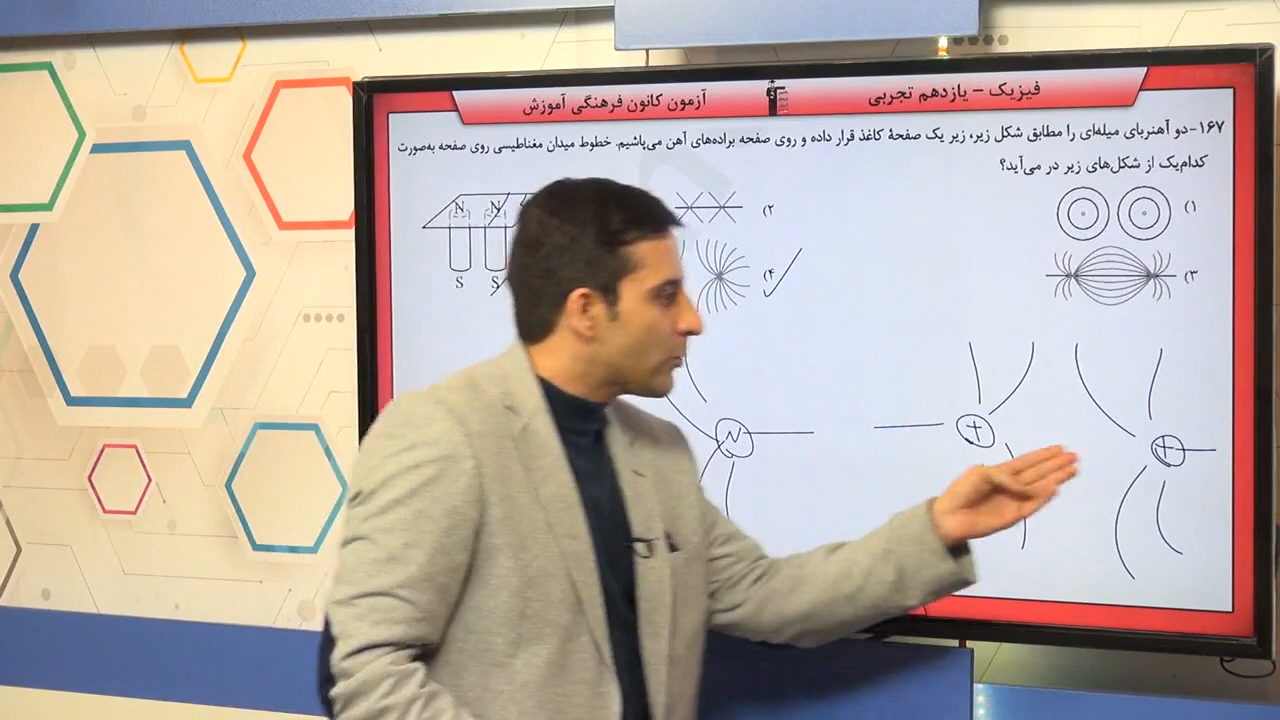 فیزیک - یازدهم تجربی
آزمون کانون فرهنگی آموزش
۱۶۷-دو آهنربای میله‌ای را مطابق شکل زیر، زیر یک صفحهٔ کاغذ قرار داده و روی صفحه براده‌های آهن می‌پاشیم. خطوط میدان مغناطیسی روی صفحه به‌صورت
کدام‌یک از شکل‌های زیر در می‌آید؟
۱)
۲)
N N
۳)
۴)
S S
N + +